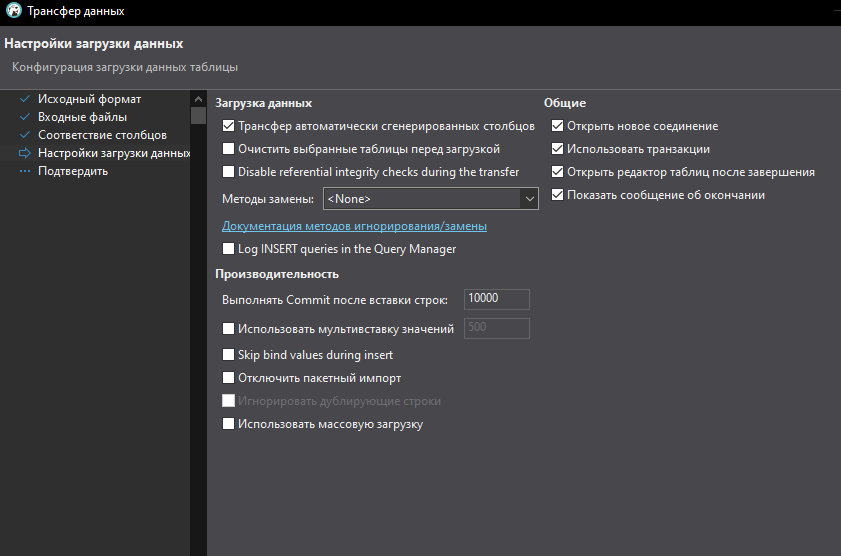 Трансфер данных
Настройки загрузки данных
Конфигурация загрузки данных таблицы
Исходный формат
Входные файлы
Соответствие столбцов
Настройки загрузки данных
Подтвердить
Загрузка данных
Трансфер автоматически сгенерированных столбцов
Очистить выбранные таблицы перед загрузкой
Disable referential integrity checks during the transfer
Методы замены: <None>
Документация методов игнорирования/замены
Log INSERT queries in the Query Manager
Производительность
Выполнять Commit после вставки строк: 10000
Использовать мультивставку значений 500
Skip bind values during insert
Отключить пакетный импорт
Игнорировать дублирующие строки
Использовать массовую загрузку
Общие
Открыть новое соединение
Использовать транзакции
Открыть редактор таблиц после завершения
Показать сообщение об окончании